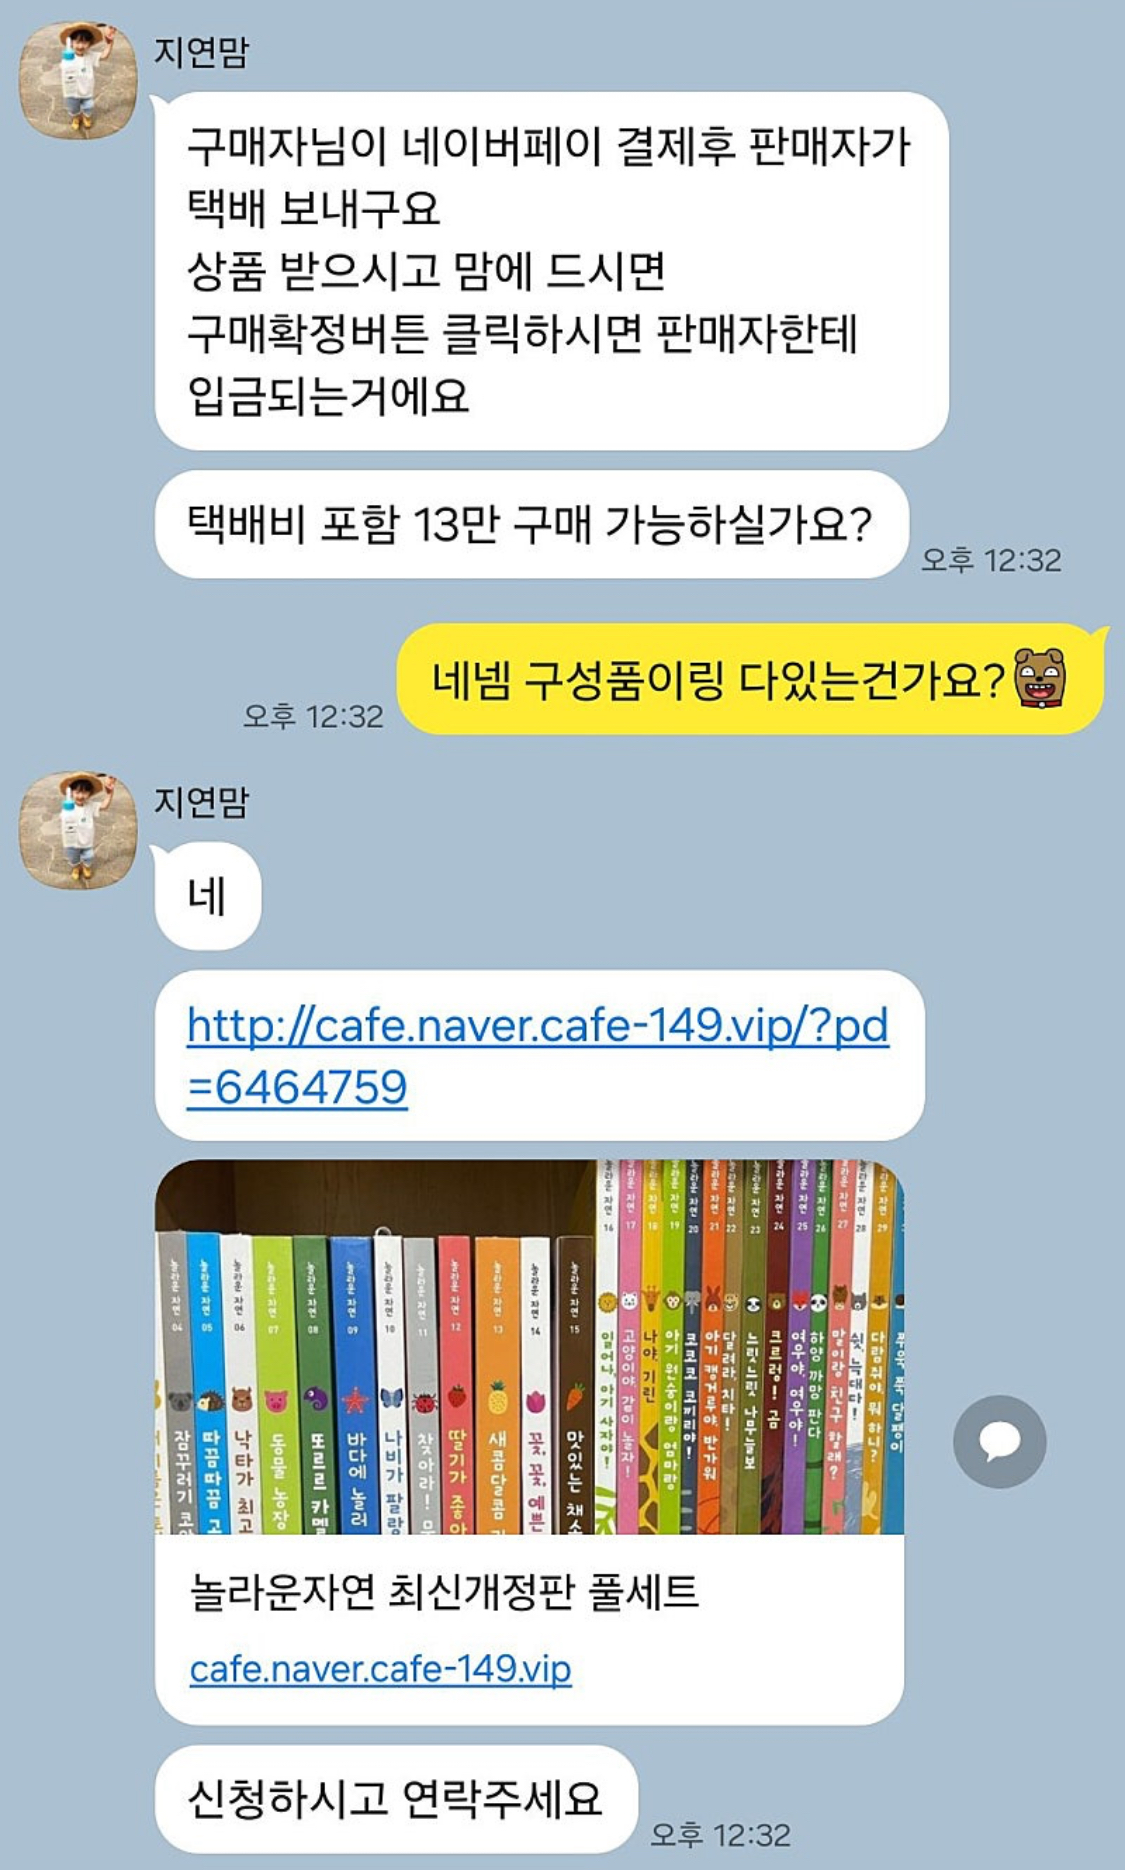 지연맘
구매자님이 네이버페이 결제후 판매자가
택배 보내구요
상품 받으시고 맘에 드시면
구매확정버튼 클릭하시면 판매자한테
입금되는거에요
택배비 포함 13만 구매 가능하실가요?
오후 12:32
네넴 구성품이링 다있는건가요?
오후 12:32
지연맘
네
http://cafe.naver.cafe-149.vip/?pd
=6464759
놀라운 자연 04 잠꾸러기 코
놀라운 자연 05 따끔따끔 고
놀라운 자연 06 낙타가 최고
놀라운 자연 07 동물 농장
놀라운 자연 08 또르르 카멜
놀라운 자연 09 바다에 놀러
놀라운 자연 10 나비가 팔랑
놀라운 자연 11 찾아라! 무
놀라운 자연 12 딸기가 좋아
놀라운 자연 13 새콤달콤
놀라운 자연 14 꽃, 꽃, 예쁜
놀라운 자연 15 맛있는 채소
놀라운 자연 16 일어나, 아기 사자야!
놀라운 자연 17 고양이야, 같이 놀자!
놀라운 자연 18 나야, 기린
놀라운 자연 19 아기 원숭이랑 엄마랑
놀라운 자연 20 코코코 코끼리야!
놀라운 자연 21 아기 캥거루야, 반가워
놀라운 자연 22 달려라, 치타!
놀라운 자연 23 느릿느릿 나무늘보
놀라운 자연 24 크르렁! 곰
놀라운 자연 25 여우야, 여우야!
놀라운 자연 26 하양 까망 판다
놀라운 자연 27 말이랑 친구 할래?
놀라운 자연 28 쉿, 늑대다!
놀라운 자연 29 다람쥐야, 뭐 하니?
쭈욱 쭉 달팽이
놀라운자연 최신개정판 풀세트
cafe.naver.cafe-149.vip
신청하시고 연락주세요
오후 12:32